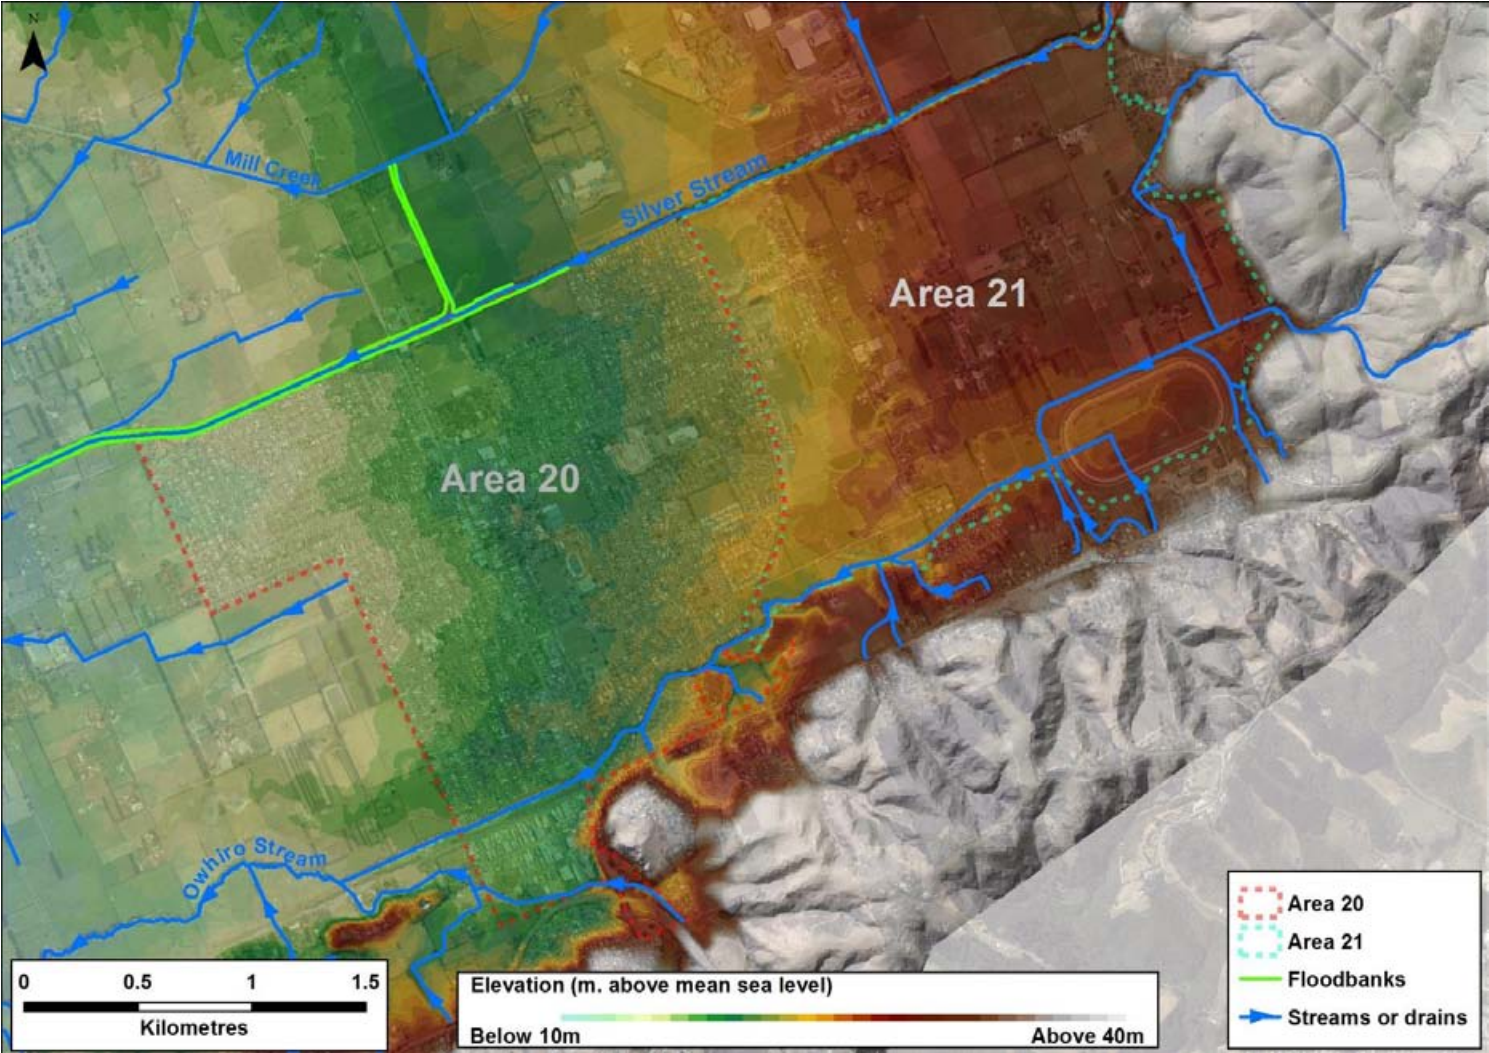 N
Mill Creek
Silver Stream
Area 21
Area 20
Owhiro Stream
0 0.5 1 1.5
Kilometres
Elevation (m. above mean sea level)
Below 10m Above 40m
Area 20
Area 21
Floodbanks
Streams or drains